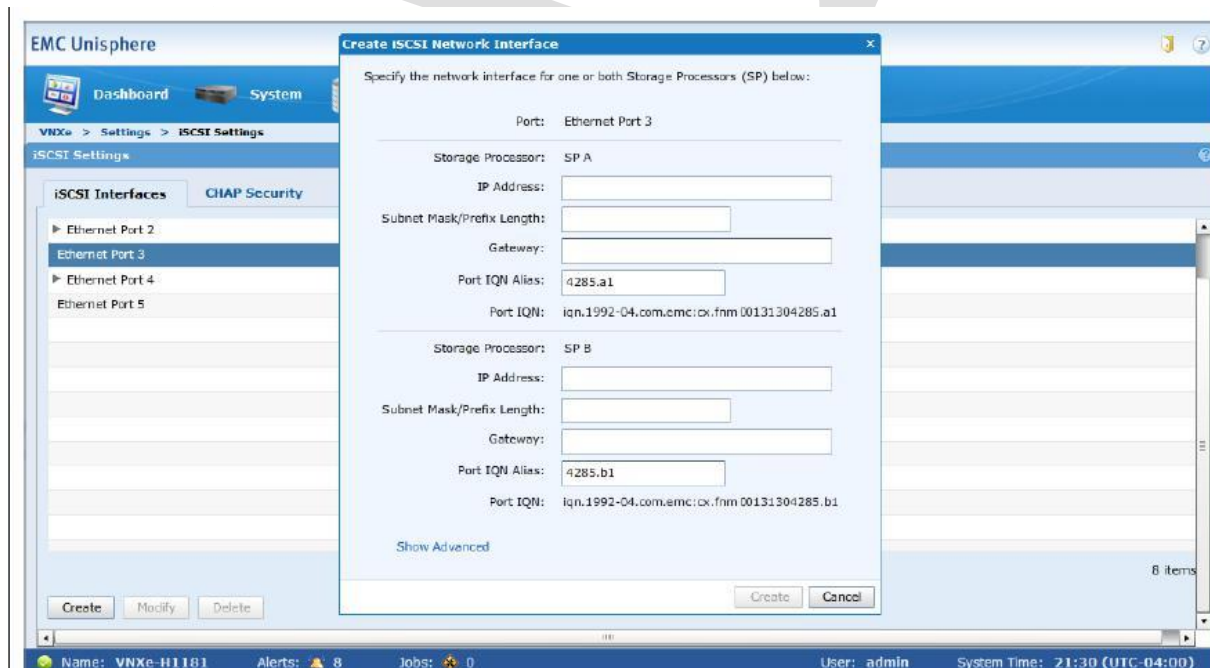 EMC Unisphere
Create iSCSI Network Interface x
?
Dashboard System
VNXe > Settings > iSCSI Settings
iSCSI Settings
iSCSI Interfaces CHAP Security
Ethernet Port 2
Ethernet Port 3
Ethernet Port 4
Ethernet Port 5
Specify the network interface for one or both Storage Processors (SP) below:
Port: Ethernet Port 3
Storage Processor: SP A
IP Address:
Subnet Mask/Prefix Length:
Gateway:
Port IQN Alias: 4285.a1
Port IQN: iqn.1992-04.com.emc:cx.fnm00131304285.a1
Storage Processor: SP B
IP Address:
Subnet Mask/Prefix Length:
Gateway:
Port IQN Alias: 4285.b1
Port IQN: iqn.1992-04.com.emc:cx.fnm00131304285.b1
Show Advanced
Create Cancel
8 items
Create Modify Delete
Name: VNXe-H1181 Alerts: 8 Jobs: 0 User: admin System Time: 21:30 (UTC-04:00)